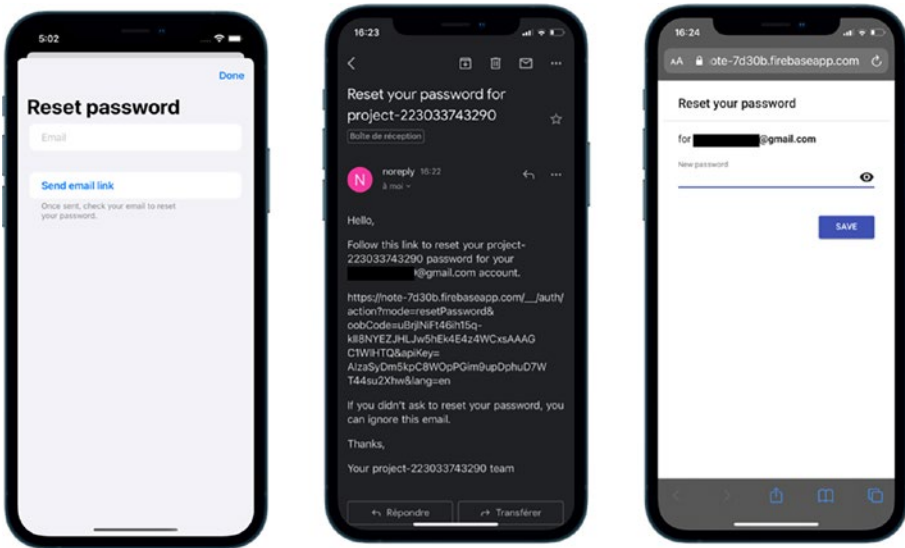 5:02
Done
Reset password
Email
Send email link
Once sent, check your email to reset
your password.
16:23
Reset your password for
project-223033743290
Boîte de réception
N
noreply 16:22
à moi
Hello,
Follow this link to reset your project-
223033743290 password for your
@gmail.com account.
https://note-7d30b.firebaseapp.com/__/auth/
action?mode=resetPassword&
oobCode=uBrjlNiFt46ih15q-
kII8NYEZJHLJw5hEk4E4z4WCxsAAAG
C1WIHTQ&apiKey=
AIzaSyDm5kpC8WOpPGim9upDphuD7W
T44su2Xhw&lang=en
If you didn't ask to reset your password, you
can ignore this email.
Thanks,
Your project-223033743290 team
Répondre
Transférer
16:24
AA ote-7d30b.firebaseapp.com
Reset your password
for @gmail.com
New password
SAVE